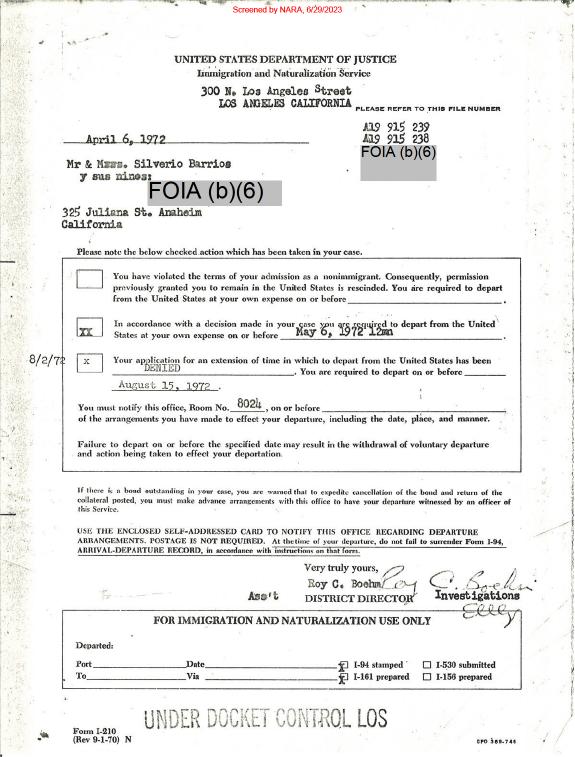 Screened by NARA, 6/29/2023
UNITED STATES DEPARTMENT OF JUSTICE
Immigration and Naturalization Service
300 N. Los Angeles Street
LOS ANGELES CALIFORNIA
PLEASE REFER TO THIS FILE NUMBER
April 6, 1972
A19 915 239
A19 915 238
FOIA (b)(6)
Mr & Mrs. Silverio Barrios
y sus ninos:
FOIA (b)(6)
325 Juliana St. Anaheim
California
Please note the below checked action which has been taken in your case.
You have violated the terms of your admission as a nonimmigrant. Consequently, permission
previously granted you to remain in the United States is rescinded. You are required to depart
from the United States at your own expense on or before .
XX In accordance with a decision made in your case you are required to depart from the United
States at your own expense on or before May 6, 1972 12mn .
8/2/72 x Your application for an extension of time in which to depart from the United States has been
DENIED . You are required to depart on or before
August 15, 1972 .
You must notify this office, Room No. 8024 , on or before
of the arrangements you have made to effect your departure, including the date, place, and manner.
Failure to depart on or before the specified date may result in the withdrawal of voluntary departure
and action being taken to effect your deportation.
If there is a bond outstanding in your case, you are warned that to expedite cancellation of the bond and return of the
collateral posted, you must make advance arrangements with this office to have your departure witnessed by an officer of
this Service.
USE THE ENCLOSED SELF-ADDRESSED CARD TO NOTIFY THIS OFFICE REGARDING DEPARTURE
ARRANGEMENTS. POSTAGE IS NOT REQUIRED. At the time of your departure, do not fail to surrender Form I-94,
ARRIVAL-DEPARTURE RECORD, in accordance with instructions on that form.
Very truly yours,
Roy C. Boehm Roy C. Boehm
Ass't DISTRICT DIRECTOR Investigations
FOR IMMIGRATION AND NATURALIZATION USE ONLY
Departed:
Port Date x I-94 stamped I-530 submitted
To Via x I-161 prepared I-156 prepared
UNDER DOCKET CONTROL LOS
Form I-210
(Rev 9-1-70) N
GPO 389-744